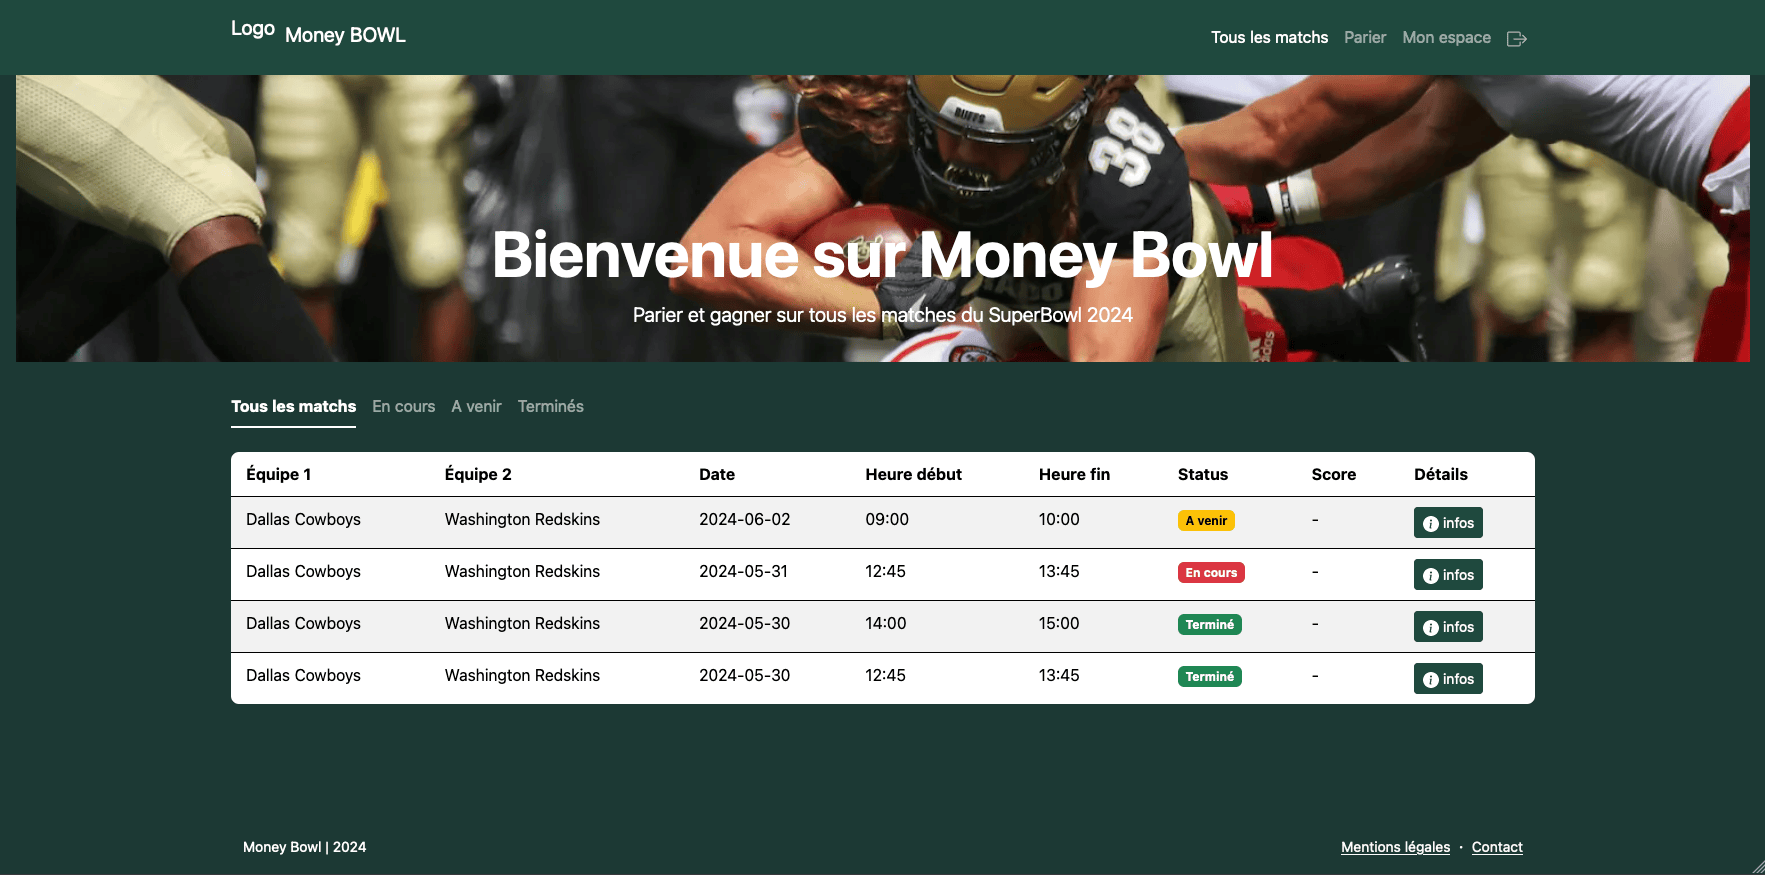 Logo Money BOWL Tous les matchs Parier Mon espace
BUFFS
38
Bienvenue sur Money Bowl
Parier et gagner sur tous les matches du SuperBowl 2024
adidas
Tous les matchs En cours A venir Terminés
Équipe 1 Équipe 2 Date Heure début Heure fin Status Score Détails
Dallas Cowboys Washington Redskins 2024-06-02 09:00 10:00 A venir - infos
Dallas Cowboys Washington Redskins 2024-05-31 12:45 13:45 En cours - infos
Dallas Cowboys Washington Redskins 2024-05-30 14:00 15:00 Terminé - infos
Dallas Cowboys Washington Redskins 2024-05-30 12:45 13:45 Terminé - infos
Money Bowl | 2024 Mentions légales · Contact